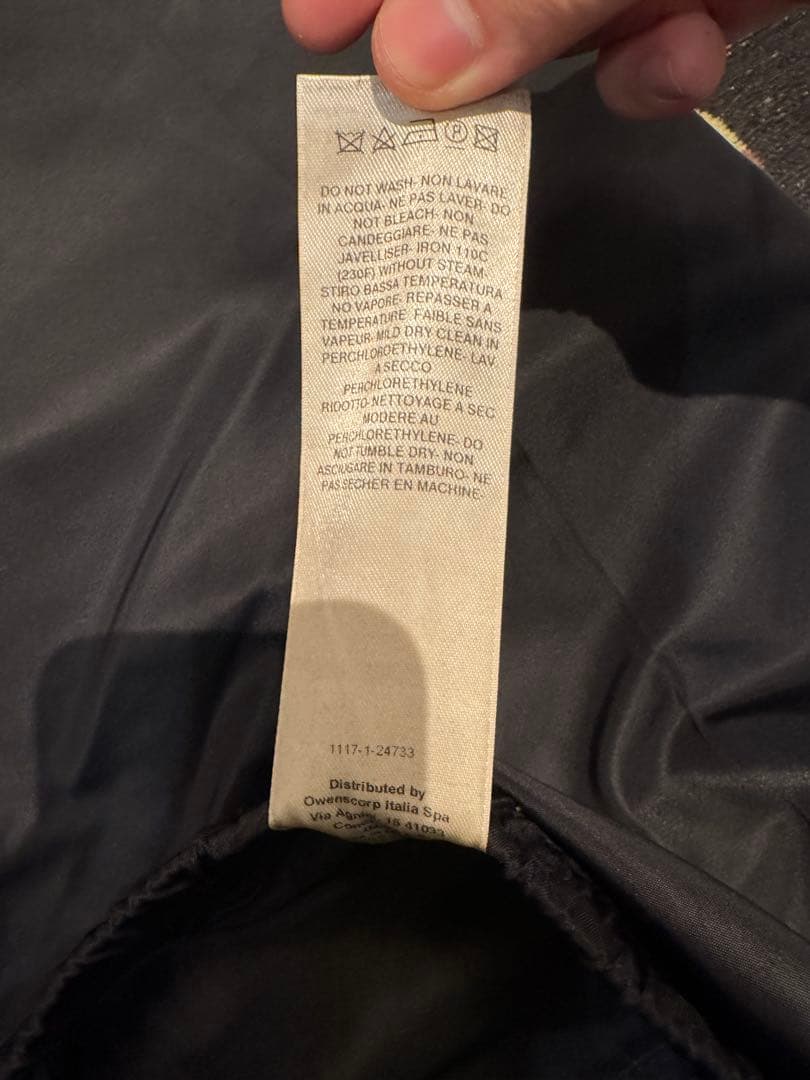 DO NOT WASH- NON LAVARE
IN ACQUA- NE PAS LAVER- DO
NOT BLEACH- NON
CANDEGGIARE- NE PAS
JAVELLISER- IRON 110C
(230F) WITHOUT STEAM-
STIRO BASSA TEMPERATURA
NO VAPORE- REPASSER A
TEMPERATURE FAIBLE SANS
VAPEUR- MILD DRY CLEAN IN
PERCHLOROETHYLENE- LAV
A SECCO
PERCHLORETHYLENE
RIDOTTO- NETTOYAGE A SEC
MODERE AU
PERCHLORETHYLENE- DO
NOT TUMBLE DRY- NON
ASCIUGARE IN TAMBURO- NE
PAS SECHER EN MACHINE-
1117-1-24733
Distributed by
Owenscorp Italia Spa
Via 15 41033